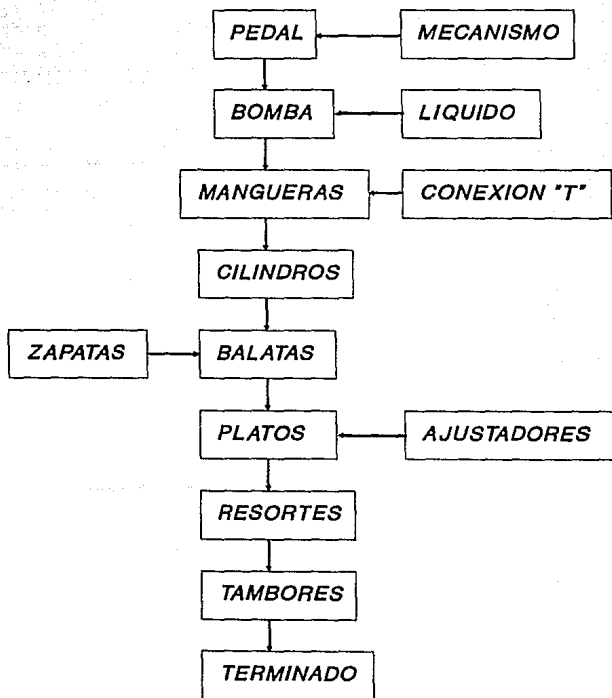 PEDAL
MECANISMO
BOMBA
LIQUIDO
MANGUERAS
CONEXION "T"
CILINDROS
ZAPATAS
BALATAS
PLATOS
AJUSTADORES
RESORTES
TAMBORES
TERMINADO